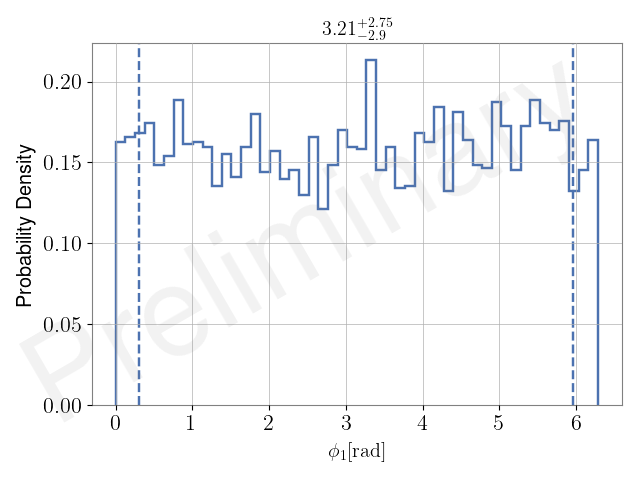 3.21^{+2.75}_{-2.9}
0.20
0.15
0.10
0.05
0.00
Probability Density
0 1 2 3 4 5 6
ϕ₁[rad]
Preliminary